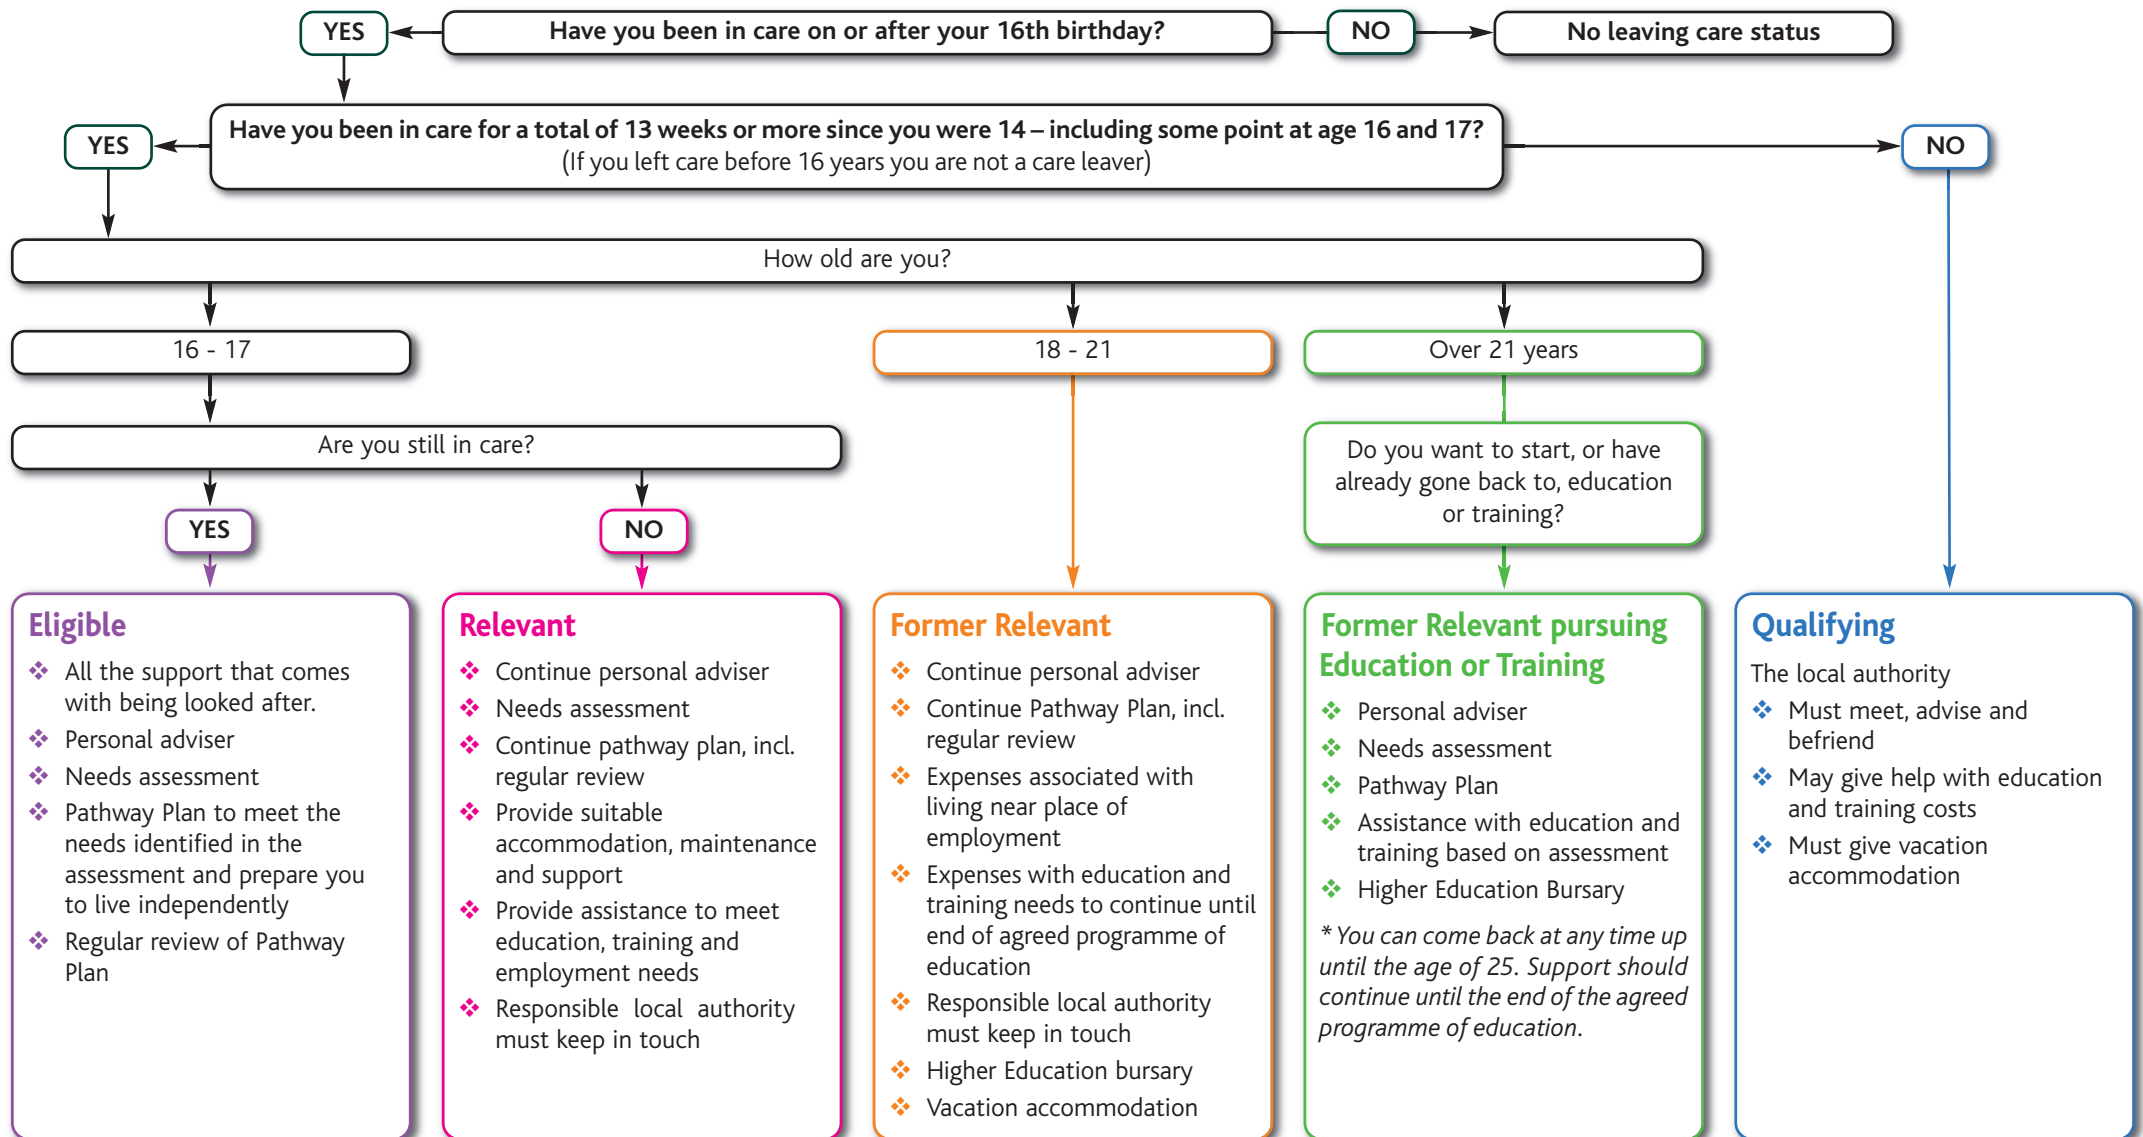 YES
Have you been in care on or after your 16th birthday?
NO
No leaving care status
YES
Have you been in care for a total of 13 weeks or more since you were 14 – including some point at age 16 and 17?
(If you left care before 16 years you are not a care leaver)
NO
How old are you?
16 - 17
18 - 21
Over 21 years
Are you still in care?
Do you want to start, or have
already gone back to, education
or training?
YES
NO
Eligible
❖ All the support that comes
with being looked after.
❖ Personal adviser
❖ Needs assessment
❖ Pathway Plan to meet the
needs identified in the
assessment and prepare you
to live independently
❖ Regular review of Pathway
Plan
Relevant
❖ Continue personal adviser
❖ Needs assessment
❖ Continue pathway plan, incl.
regular review
❖ Provide suitable
accommodation, maintenance
and support
❖ Provide assistance to meet
education, training and
employment needs
❖ Responsible local authority
must keep in touch
Former Relevant
❖ Continue personal adviser
❖ Continue Pathway Plan, incl.
regular review
❖ Expenses associated with
living near place of
employment
❖ Expenses with education and
training needs to continue until
end of agreed programme of
education
❖ Responsible local authority
must keep in touch
❖ Higher Education bursary
❖ Vacation accommodation
Former Relevant pursuing
Education or Training
❖ Personal adviser
❖ Needs assessment
❖ Pathway Plan
❖ Assistance with education and
training based on assessment
❖ Higher Education Bursary
* You can come back at any time up
until the age of 25. Support should
continue until the end of the agreed
programme of education.
Qualifying
The local authority
❖ Must meet, advise and
befriend
❖ May give help with education
and training costs
❖ Must give vacation
accommodation